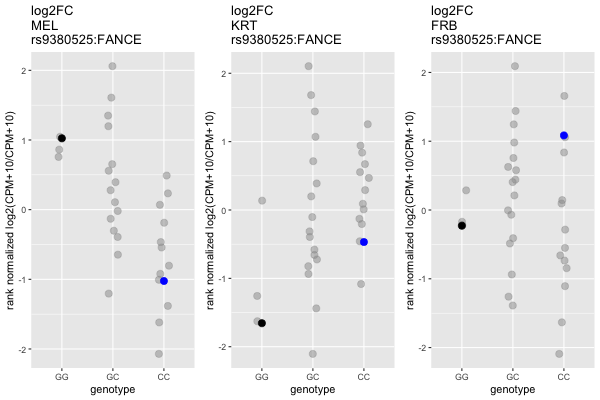 log2FC
MEL
rs9380525:FANCE
rank normalized log2(CPM+10/CPM+10)
2
1
0
-1
-2
GG
GC
CC
genotype
log2FC
KRT
rs9380525:FANCE
rank normalized log2(CPM+10/CPM+10)
2
1
0
-1
-2
GG
GC
CC
genotype
log2FC
FRB
rs9380525:FANCE
rank normalized log2(CPM+10/CPM+10)
2
1
0
-1
-2
GG
GC
CC
genotype